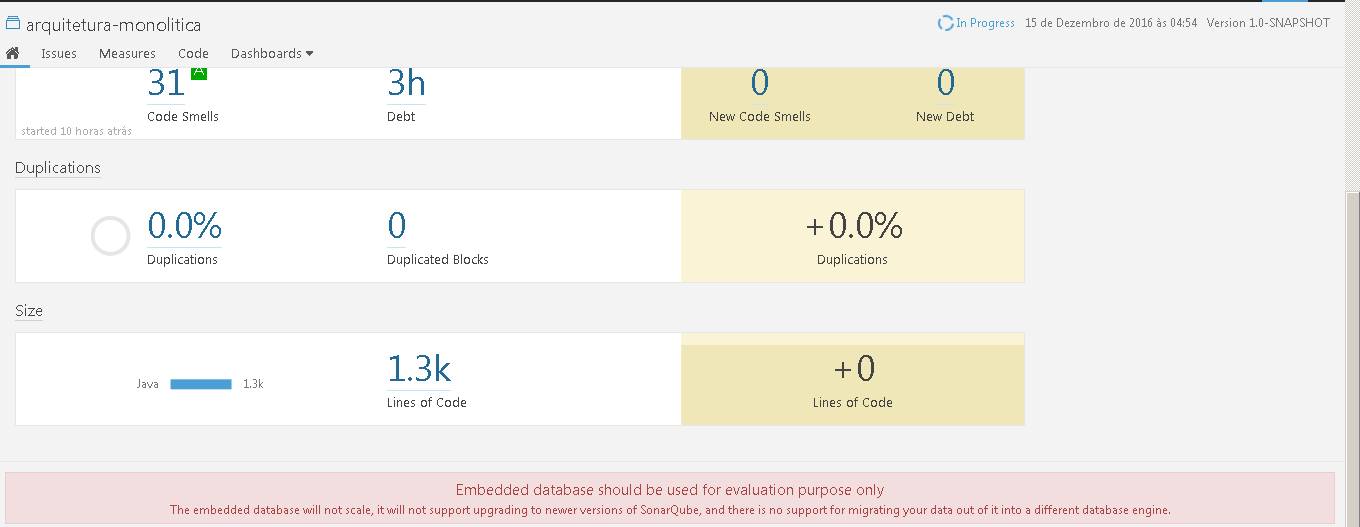 arquitetura-monolitica
In Progress 15 de Dezembro de 2016 às 04:54 Version 1.0-SNAPSHOT
Issues Measures Code Dashboards
31 A 3h 0 0
Code Smells Debt New Code Smells New Debt
started 10 horas atrás
Duplications
0.0% 0 +0.0%
Duplications Duplicated Blocks Duplications
Size
Java 1.3k 1.3k +0
Lines of Code Lines of Code
Embedded database should be used for evaluation purpose only
The embedded database will not scale, it will not support upgrading to newer versions of SonarQube, and there is no support for migrating your data out of it into a different database engine.